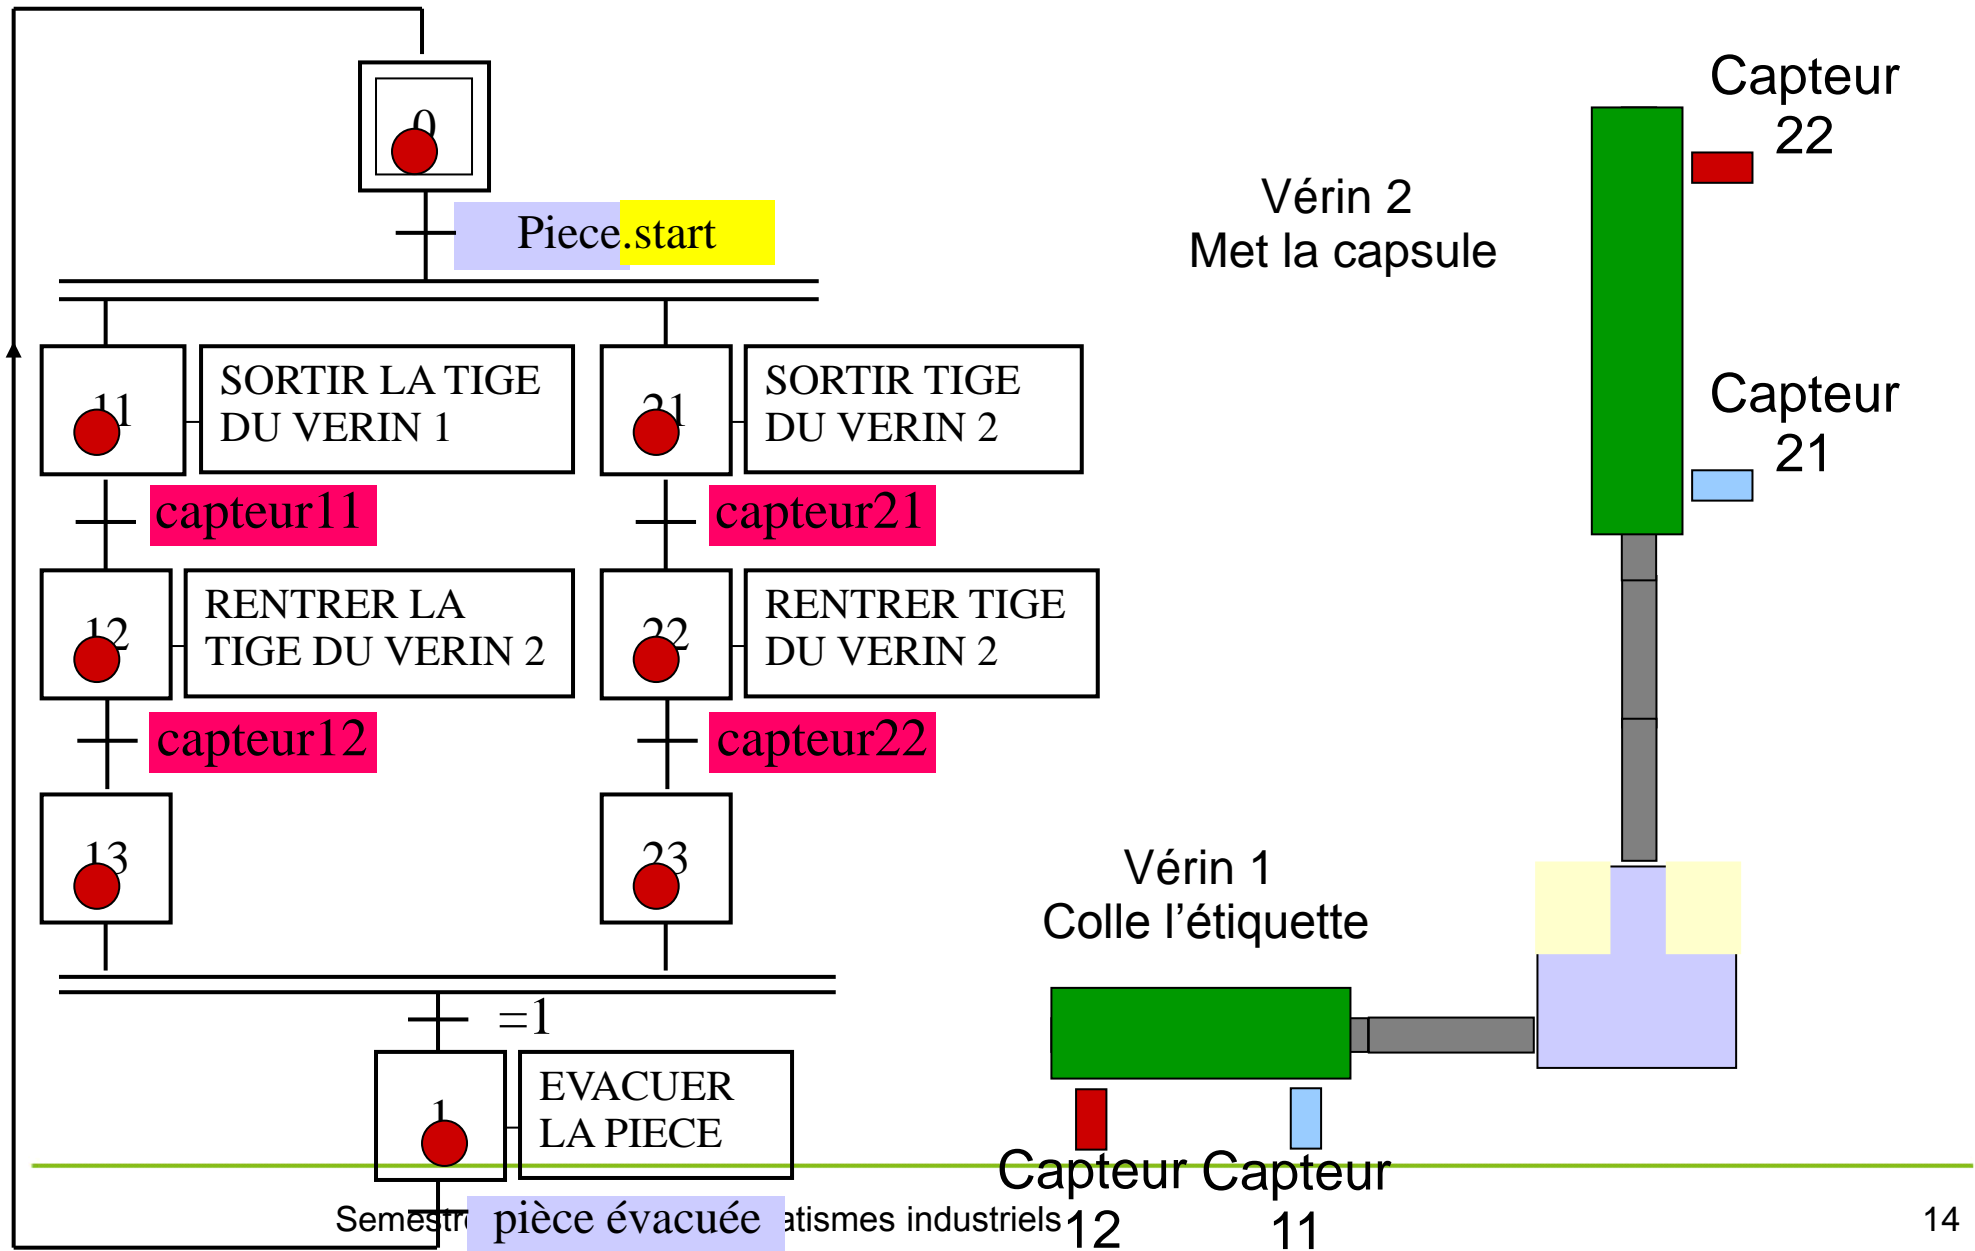 0
Piece.start
11
SORTIR LA TIGE
DU VERIN 1
21
SORTIR TIGE
DU VERIN 2
capteur11
capteur21
12
RENTRER LA
TIGE DU VERIN 2
22
RENTRER TIGE
DU VERIN 2
capteur12
capteur22
13
23
=1
1
EVACUER
LA PIECE
pièce évacuée
Capteur
22
Vérin 2
Met la capsule
Capteur
21
Vérin 1
Colle l’étiquette
Capteur
12
Capteur
11
industriels
14